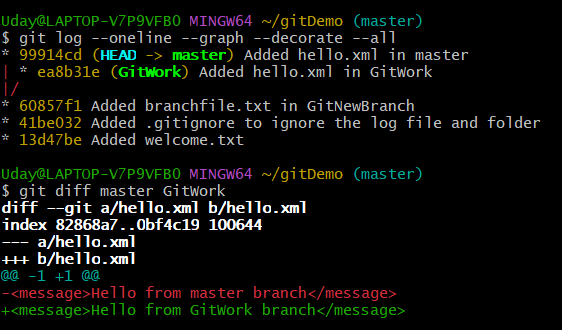 Uday@LAPTOP-V7P9VFB0 MINGW64 ~/gitDemo (master)
$ git log --oneline --graph --decorate --all
* 99914cd (HEAD -> master) Added hello.xml in master
| * ea8b31e (GitWork) Added hello.xml in GitWork
|/
* 60857f1 Added branchfile.txt in GitNewBranch
* 41be032 Added .gitignore to ignore the log file and folder
* 13d47be Added welcome.txt
Uday@LAPTOP-V7P9VFB0 MINGW64 ~/gitDemo (master)
$ git diff master GitWork
diff --git a/hello.xml b/hello.xml
index 82868a7..0bf4c19 100644
--- a/hello.xml
+++ b/hello.xml
@@ -1 +1 @@
-<message>Hello from master branch</message>
+<message>Hello from GitWork branch</message>